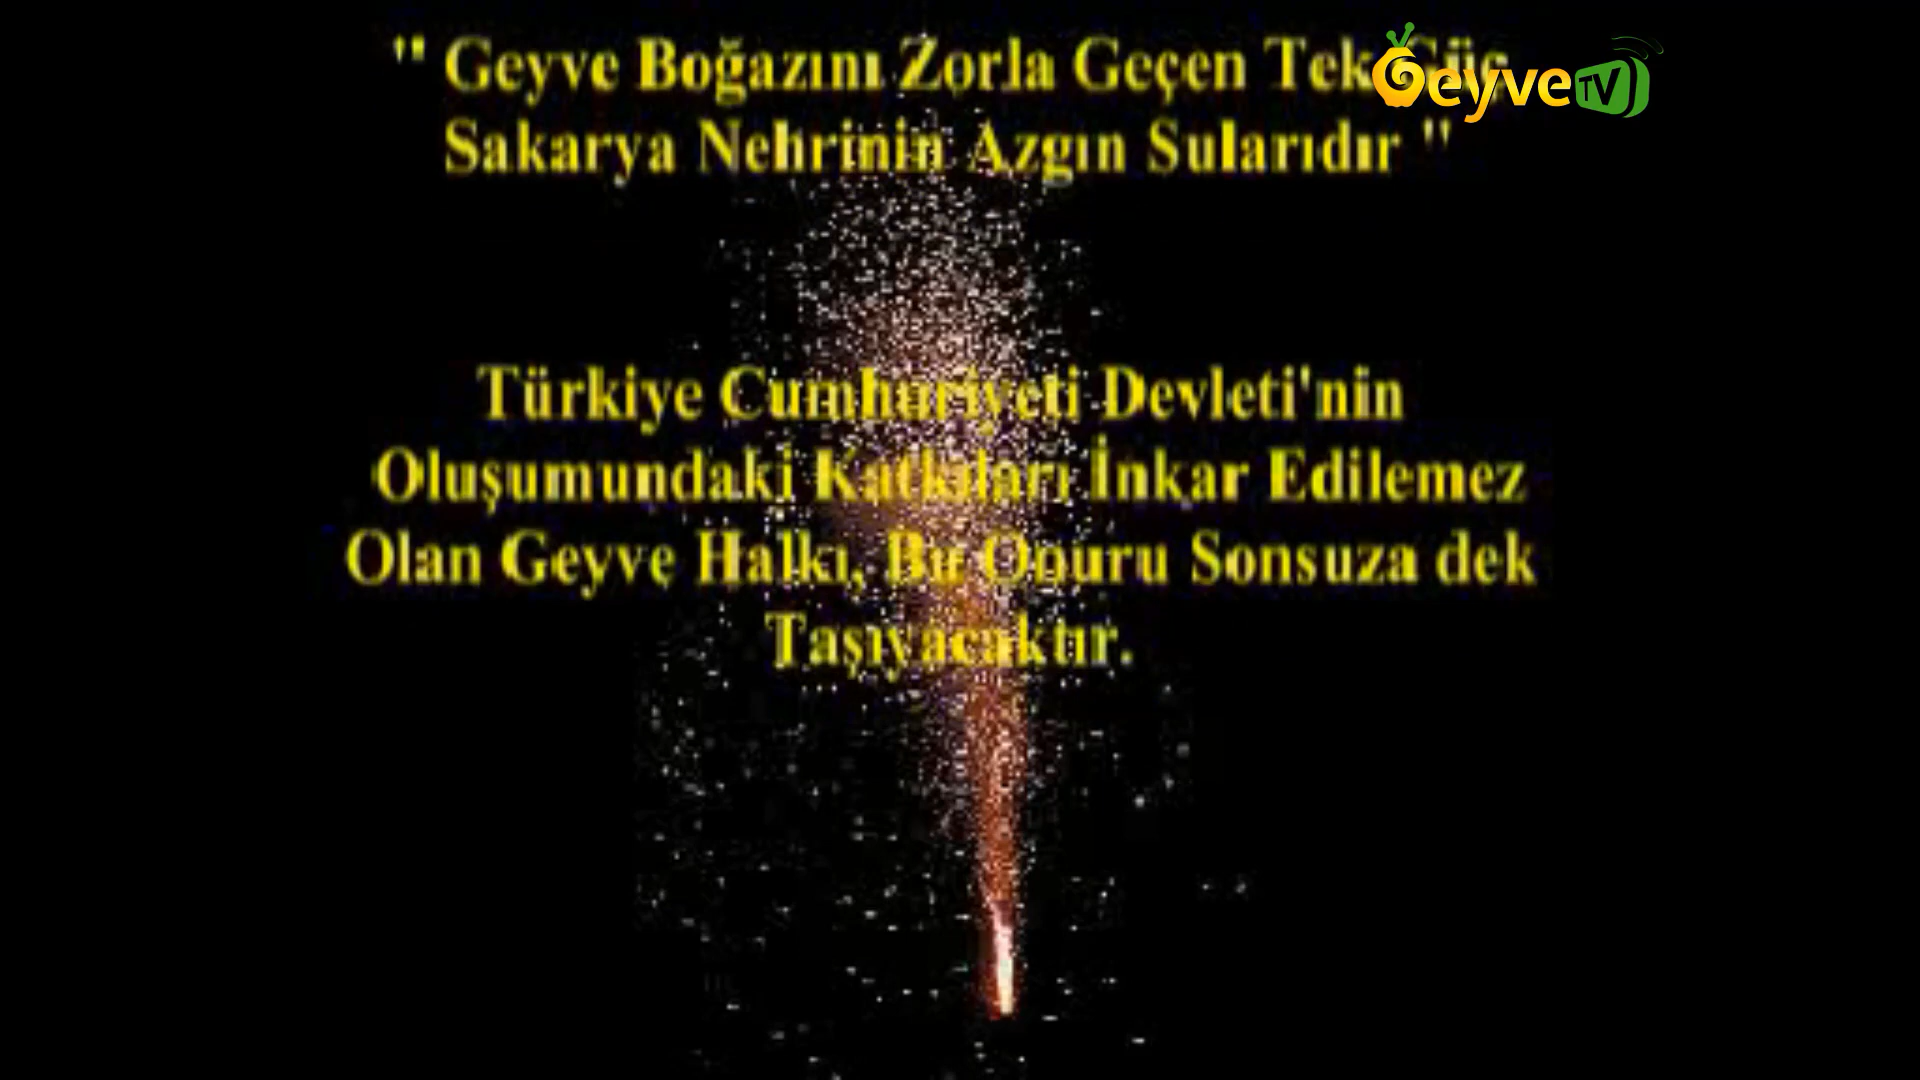 " Geyve Boğazını Zorla Geçen Tek Güç
GeyveTV
Sakarya Nehrinin Azgın Sularıdır "
Türkiye Cumhuriyeti Devleti'nin
Oluşumundaki Katkıları İnkar Edilemez
Olan Geyve Halkı, Bu Onuru Sonsuza dek
Taşıyacaktır.